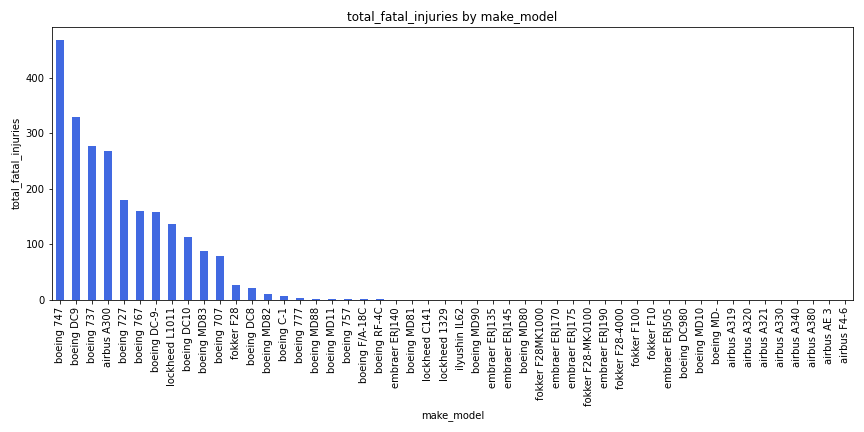 total_fatal_injuries by make_model
total_fatal_injuries
400
300
200
100
0
boeing 747
boeing DC9
boeing 737
airbus A300
boeing 727
boeing 767
boeing DC-9-
lockheed L1011
boeing DC10
boeing MD83
boeing 707
fokker F28
boeing DC8
boeing MD82
boeing C-1
boeing 777
boeing MD88
boeing MD11
boeing 757
boeing F/A-18C
boeing RF-4C
embraer ERJ140
boeing MD81
lockheed C141
lockheed 1329
ilyushin IL62
boeing MD90
embraer ERJ135
embraer ERJ145
boeing MD80
fokker F28MK1000
embraer ERJ170
embraer ERJ175
fokker F28-MK-0100
embraer ERJ190
fokker F28-4000
fokker F100
fokker F10
embraer ERJ505
boeing DC980
boeing MD10
boeing MD-
airbus A319
airbus A320
airbus A321
airbus A330
airbus A340
airbus A380
airbus AE 3
airbus F4-6
make_model